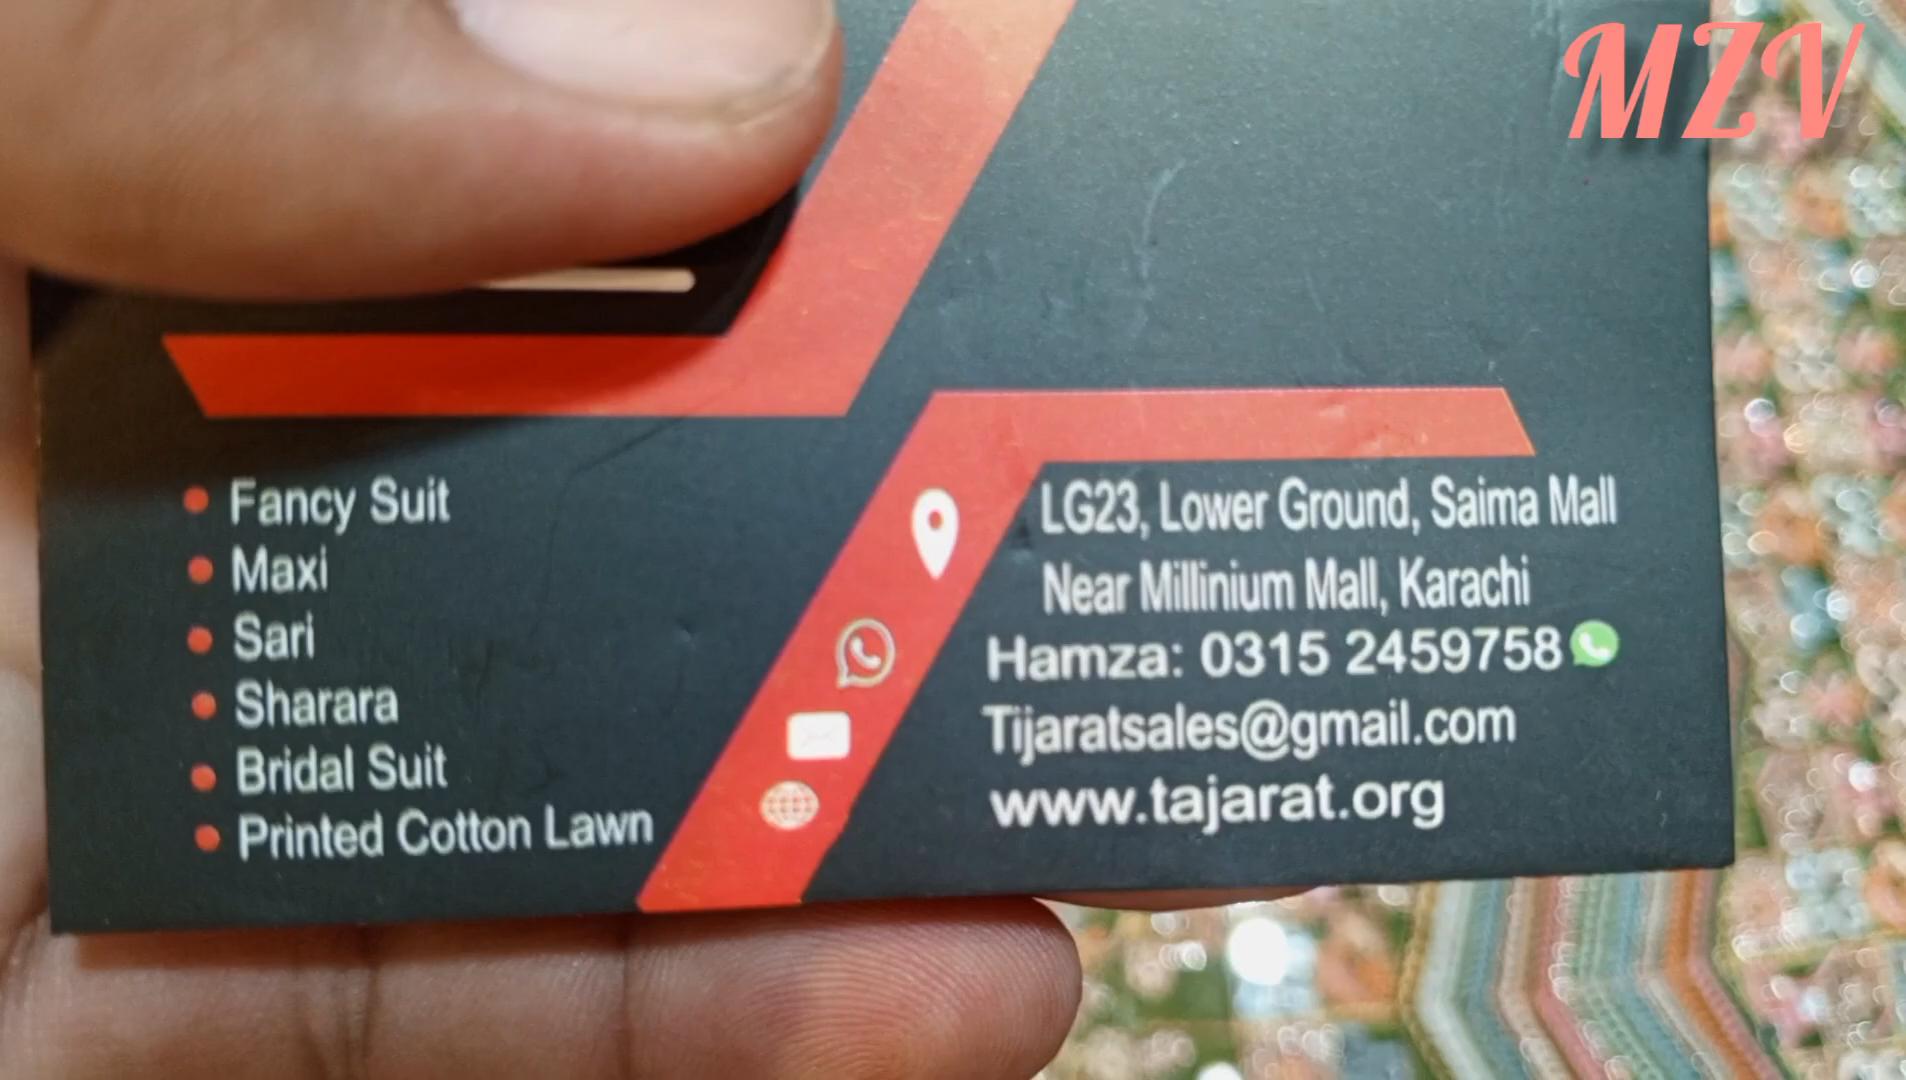 MZV
Fancy Suit
Maxi
Sari
Sharara
Bridal Suit
Printed Cotton Lawn
LG23, Lower Ground, Saima Mall
Near Millinium Mall, Karachi
Hamza: 0315 2459758
Tijaratsales@gmail.com
www.tajarat.org